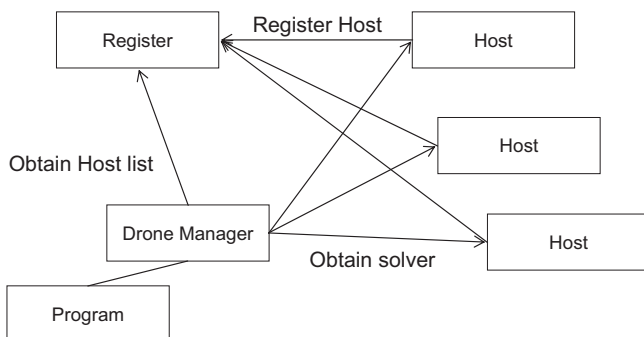 Register
Register Host
Host
Host
Obtain Host list
Drone Manager
Host
Obtain solver
Program